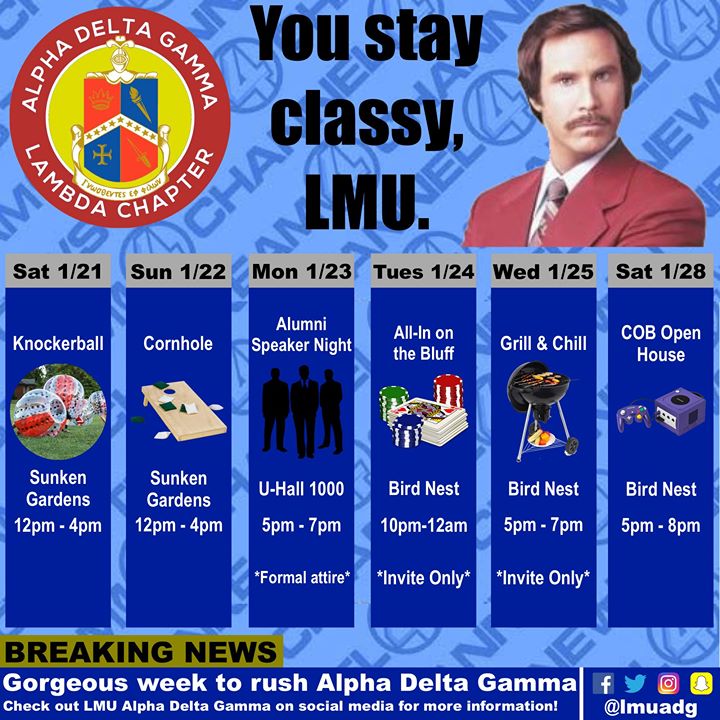 ALPHA DELTA GAMMA
LAMBDA CHAPTER
You stay
classy,
LMU.
Sat 1/21
Knockerball
Sunken
Gardens
12pm - 4pm
Sun 1/22
Cornhole
Sunken
Gardens
12pm - 4pm
Mon 1/23
Alumni
Speaker Night
U-Hall 1000
5pm - 7pm
*Formal attire*
Tues 1/24
All-In on
the Bluff
Bird Nest
10pm-12am
*Invite Only*
Wed 1/25
Grill & Chill
Bird Nest
5pm - 7pm
*Invite Only*
Sat 1/28
COB Open
House
Bird Nest
5pm - 8pm
BREAKING NEWS
Gorgeous week to rush Alpha Delta Gamma
Check out LMU Alpha Delta Gamma on social media for more information!
@lmuadg